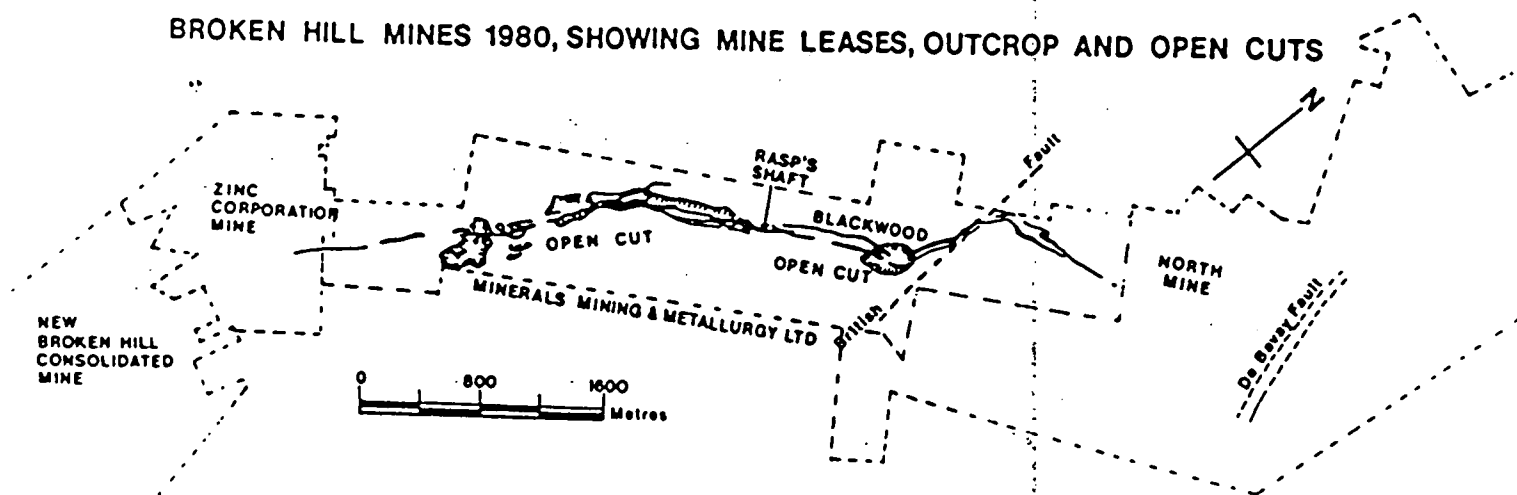 BROKEN HILL MINES 1980, SHOWING MINE LEASES, OUTCROP AND OPEN CUTS
N
Fault
RASP'S
SHAFT
ZINC
CORPORATION
MINE
BLACKWOOD
OPEN CUT
OPEN CUT
NORTH
MINE
MINERALS MINING & METALLURGY LTD
British
De Bavay Fault
NEW
BROKEN HILL
CONSOLIDATED
MINE
0 800 1600
Metres